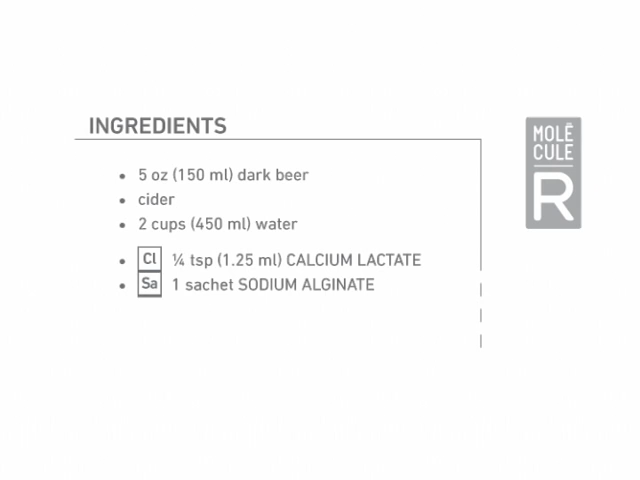 INGREDIENTS
• 5 oz (150 ml) dark beer
• cider
• 2 cups (450 ml) water
• Cl ¼ tsp (1.25 ml) CALCIUM LACTATE
• Sa 1 sachet SODIUM ALGINATE
MOLĒ
CULE
R